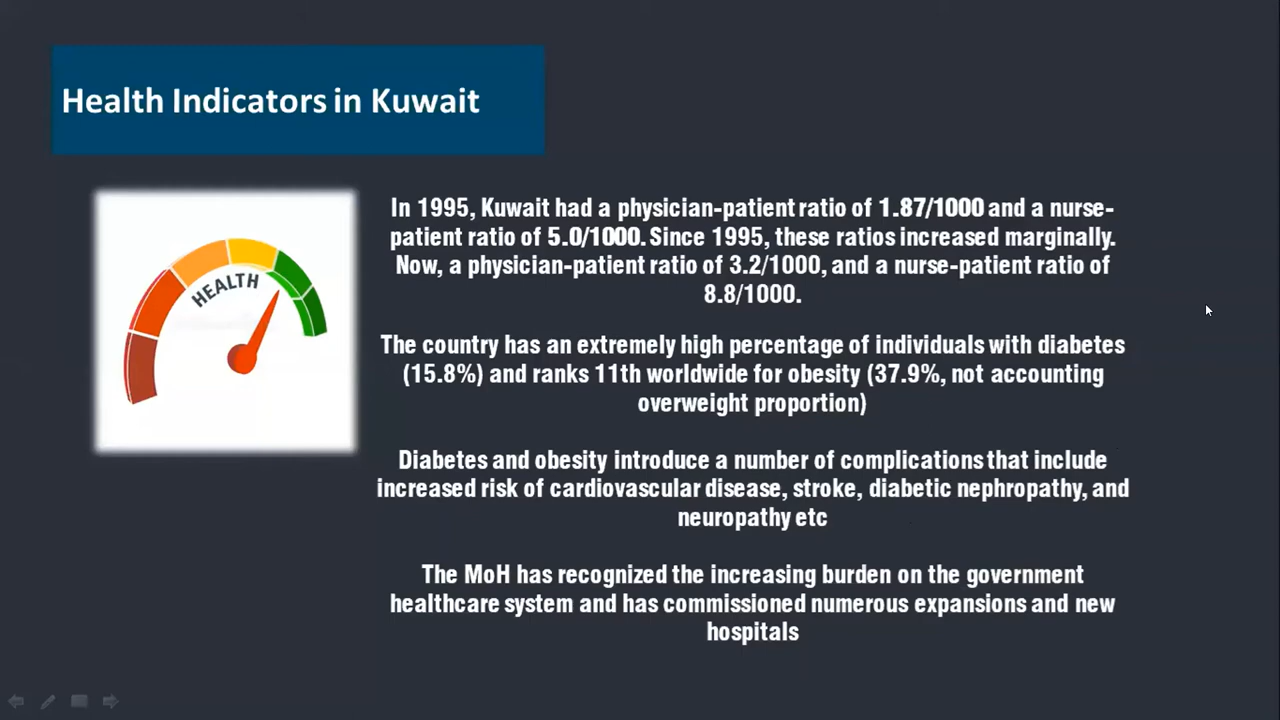 Health Indicators in Kuwait
HEALTH
In 1995, Kuwait had a physician-patient ratio of 1.87/1000 and a nurse-
patient ratio of 5.0/1000. Since 1995, these ratios increased marginally.
Now, a physician-patient ratio of 3.2/1000, and a nurse-patient ratio of
8.8/1000.
The country has an extremely high percentage of individuals with diabetes
(15.8%) and ranks 11th worldwide for obesity (37.9%, not accounting
overweight proportion)
Diabetes and obesity introduce a number of complications that include
increased risk of cardiovascular disease, stroke, diabetic nephropathy, and
neuropathy etc
The MoH has recognized the increasing burden on the government
healthcare system and has commissioned numerous expansions and new
hospitals